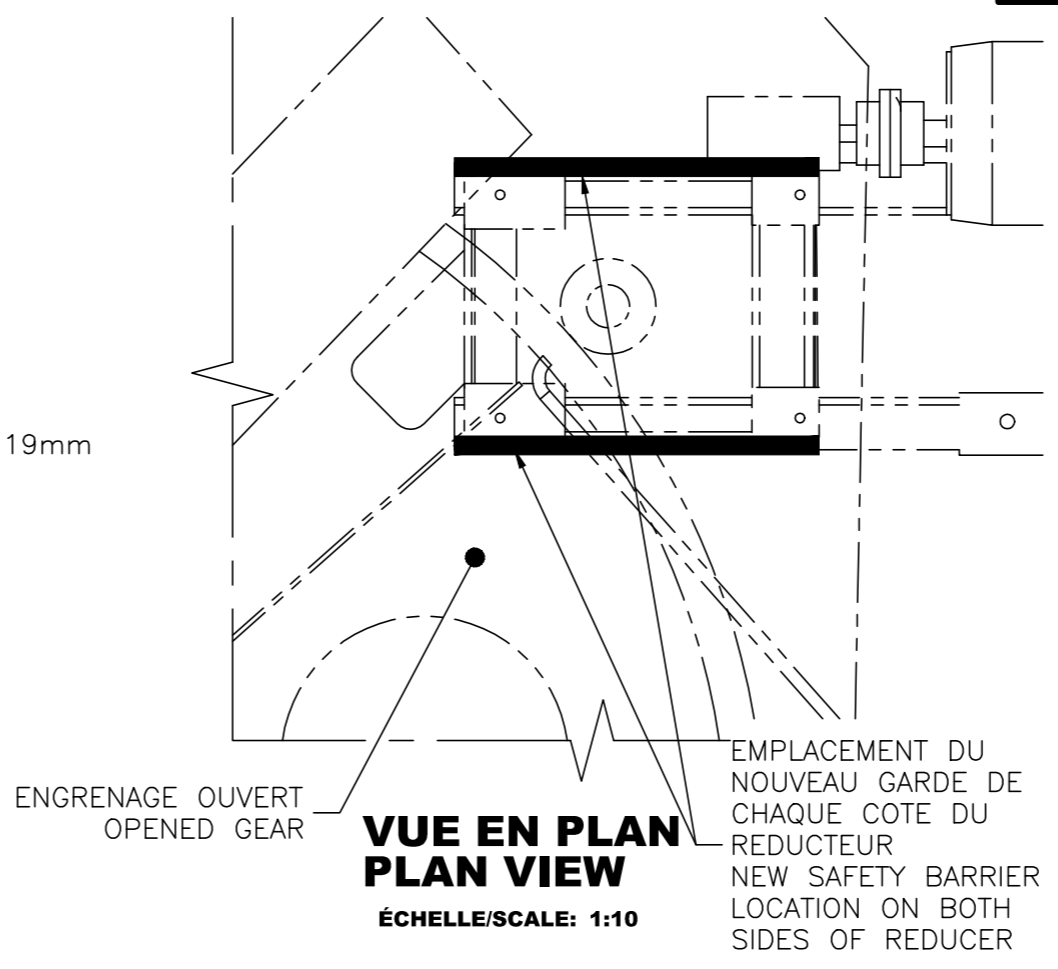 19mm
ENGRENAGE OUVERT
OPENED GEAR
VUE EN PLAN
PLAN VIEW
ÉCHELLE/SCALE: 1:10
EMPLACEMENT DU
NOUVEAU GARDE DE
CHAQUE COTE DU
REDUCTEUR
NEW SAFETY BARRIER
LOCATION ON BOTH
SIDES OF REDUCER